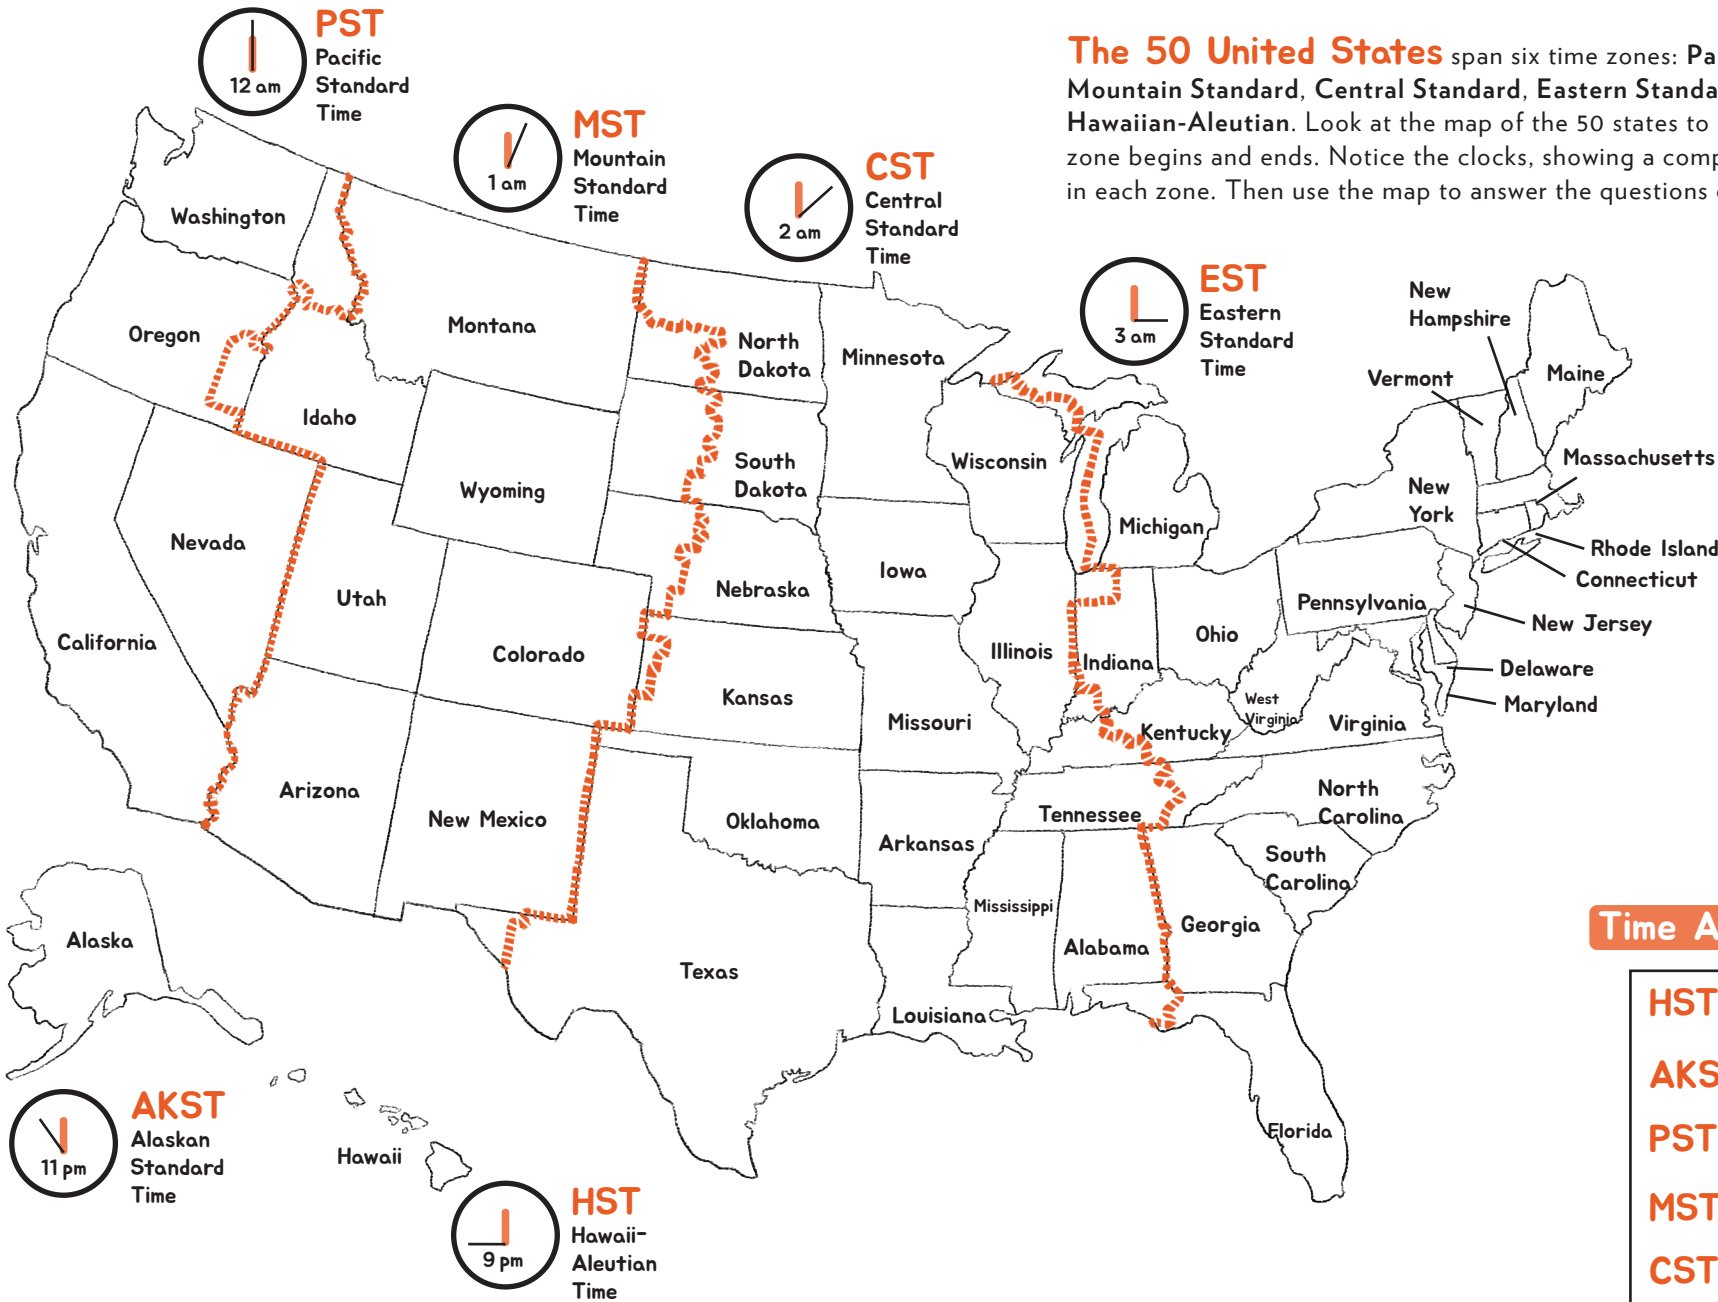 PST
Pacific
Standard
Time
12 am
The 50 United States span six time zones:
Mountain Standard, Central Standard, Eastern
Hawaiian-Aleutian. Look at the map of the 50 states to
zone begins and ends. Notice the clocks, showing a
in each zone. Then use the map to answer the questions
MST
Mountain
Standard
Time
1 am
CST
Central
Standard
Time
2 am
EST
Eastern
Standard
Time
3 am
Washington
Oregon
Idaho
Montana
North
Dakota
Minnesota
New
Hampshire
Vermont
Maine
Massachusetts
South
Dakota
Wisconsin
Michigan
New
York
Rhode Island
Connecticut
Wyoming
Nevada
Utah
California
Colorado
Nebraska
Iowa
Illinois
Indiana
Ohio
Pennsylvania
New Jersey
Delaware
Maryland
Kansas
Missouri
Kentucky
West
Virginia
Virginia
Arizona
New Mexico
Oklahoma
Arkansas
Tennessee
North
Carolina
South
Carolina
Mississippi
Alabama
Georgia
Texas
Louisiana
Florida
Alaska
Hawaii
AKST
Alaskan
Standard
Time
11 pm
HST
Hawaii-
Aleutian
Time
9 pm
Time
HST
AKS
PST
MST
CST